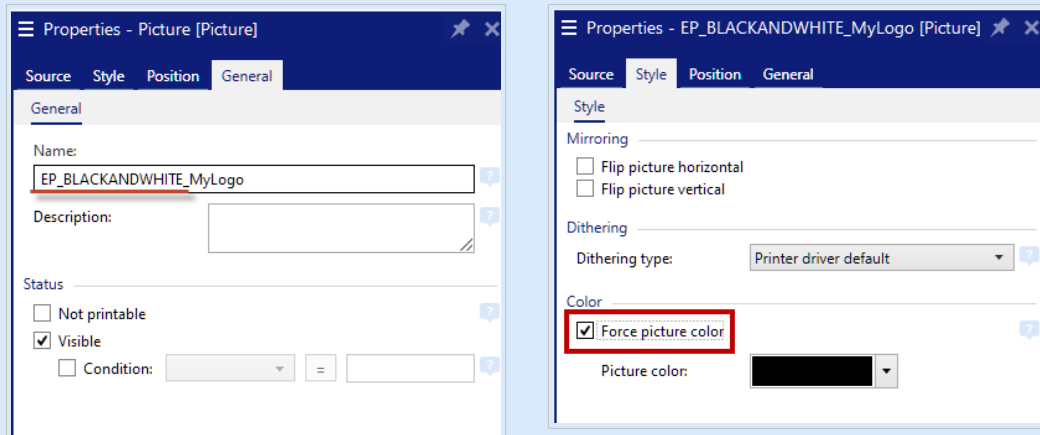 Properties - Picture [Picture]
Source Style Position General
General
Name:
EP_BLACKANDWHITE_MyLogo
Description:
Status
Not printable
Visible
Condition: =
Properties - EP_BLACKANDWHITE_MyLogo [Picture]
Source Style Position General
Style
Mirroring
Flip picture horizontal
Flip picture vertical
Dithering
Dithering type: Printer driver default
Color
Force picture color
Picture color: